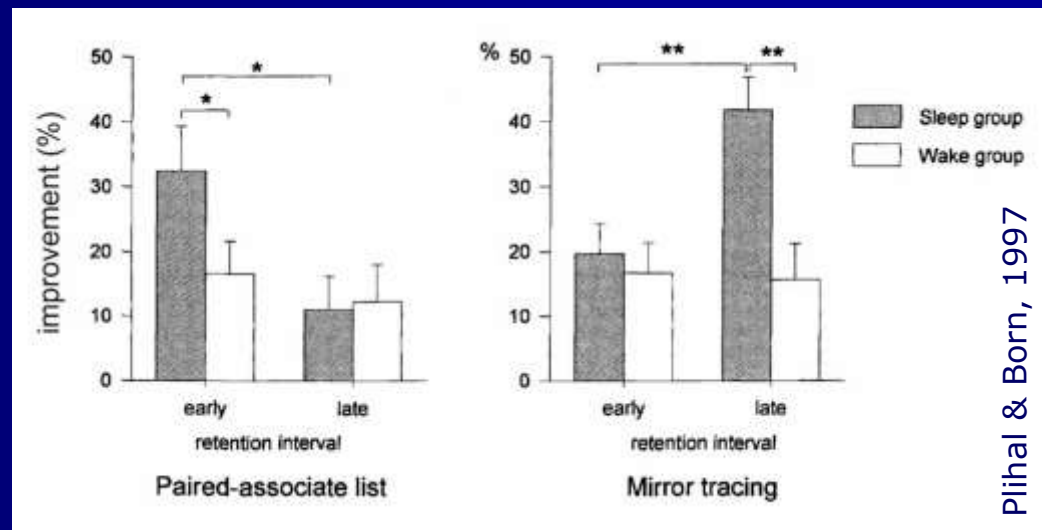 improvement (%)
50
40
30
20
10
0
*
*
early
late
retention interval
Paired-associate list
%
50
40
30
20
10
0
**
**
early
late
retention interval
Mirror tracing
Sleep group
Wake group
Plihal & Born, 1997